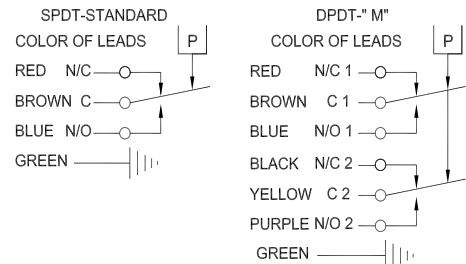 SPDT-STANDARD
COLOR OF LEADS P
RED N/C
BROWN C
BLUE N/O
GREEN
DPDT-" M"
COLOR OF LEADS P
RED N/C 1
BROWN C 1
BLUE N/O 1
BLACK N/C 2
YELLOW C 2
PURPLE N/O 2
GREEN